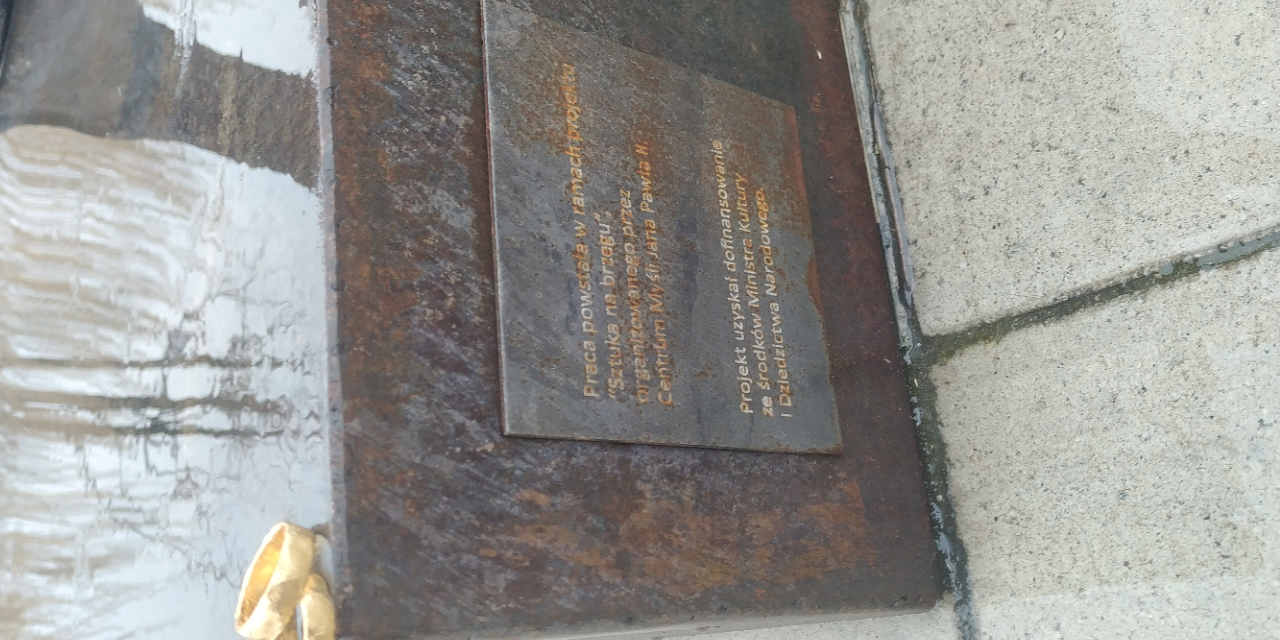 Praca powstała w ramach projektu
"Sztuka na brzegu",
organizowanego przez
Centrum Myśli Jana Pawła II.
Projekt uzyskał dofinansowanie
ze środków Ministra Kultury
i Dziedzictwa Narodowego.